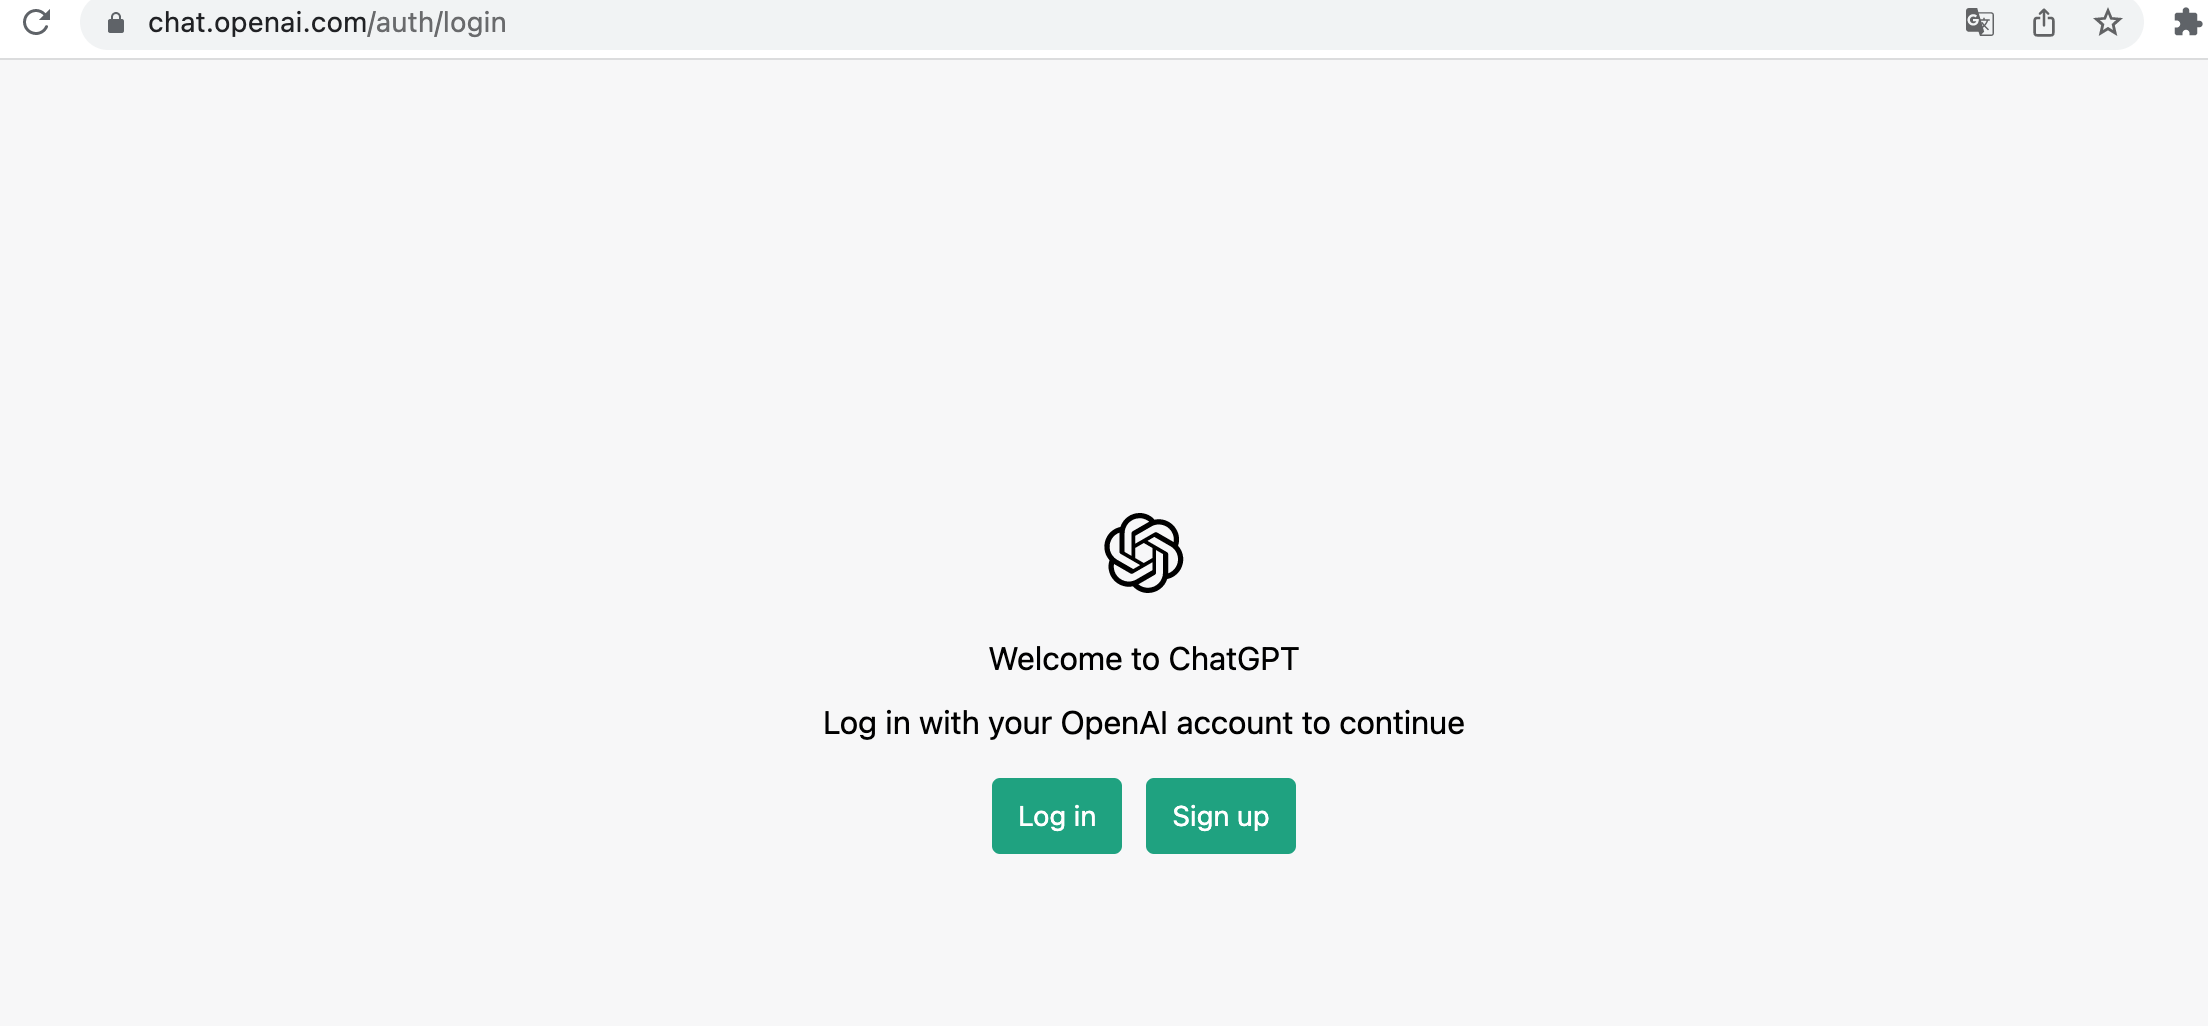 chat.openai.com/auth/login
Welcome to ChatGPT
Log in with your OpenAI account to continue
Log in
Sign up